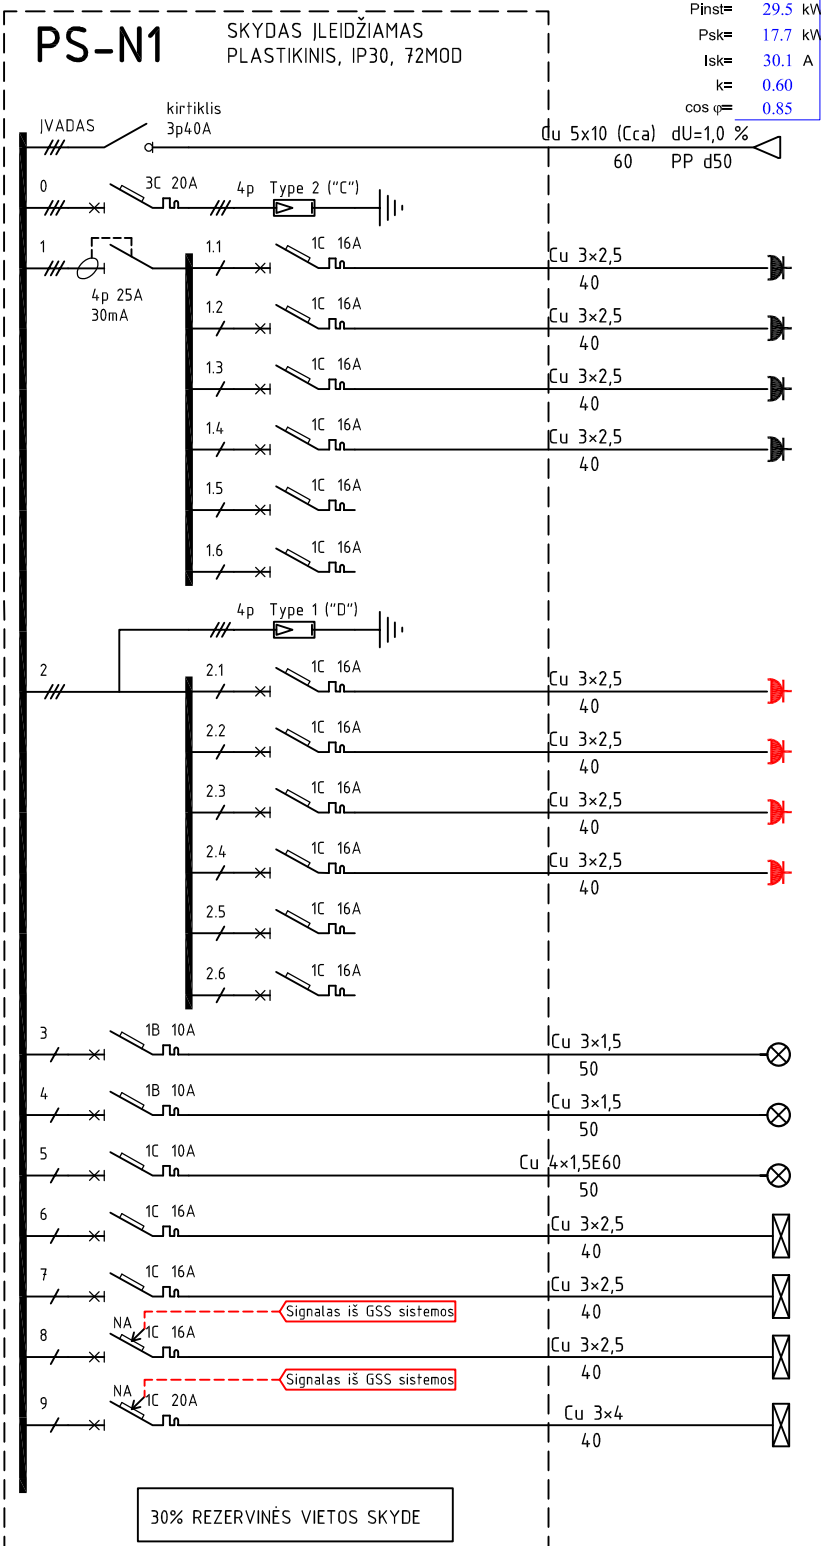 Pinst= 29.5 kW
Psk= 17.7 kW
Isk= 30.1 A
k= 0.60
cos φ= 0.85
PS-N1
SKYDAS ĮLEIDŽIAMAS
PLASTIKINIS, IP30, 72MOD
ĮVADAS
kirtiklis
3p40A
Cu 5x10 (Cca) dU=1,0 %
60 PP d50
0 3C 20A 4p Type 2 ("C")
1
4p 25A
30mA
1.1 1C 16A Cu 3×2,5
40
1.2 1C 16A Cu 3×2,5
40
1.3 1C 16A Cu 3×2,5
40
1.4 1C 16A Cu 3×2,5
40
1.5 1C 16A
1.6 1C 16A
4p Type 1 ("D")
2
2.1 1C 16A Cu 3×2,5
40
2.2 1C 16A Cu 3×2,5
40
2.3 1C 16A Cu 3×2,5
40
2.4 1C 16A Cu 3×2,5
40
2.5 1C 16A
2.6 1C 16A
3 1B 10A Cu 3×1,5
50
4 1B 10A Cu 3×1,5
50
5 1C 10A Cu 4×1,5E60
50
6 1C 16A Cu 3×2,5
40
7 1C 16A Cu 3×2,5
40
Signalas iš GSS sistemos
8 NA 1C 16A Cu 3×2,5
40
Signalas iš GSS sistemos
9 NA 1C 20A Cu 3×4
40
30% REZERVINĖS VIETOS SKYDE